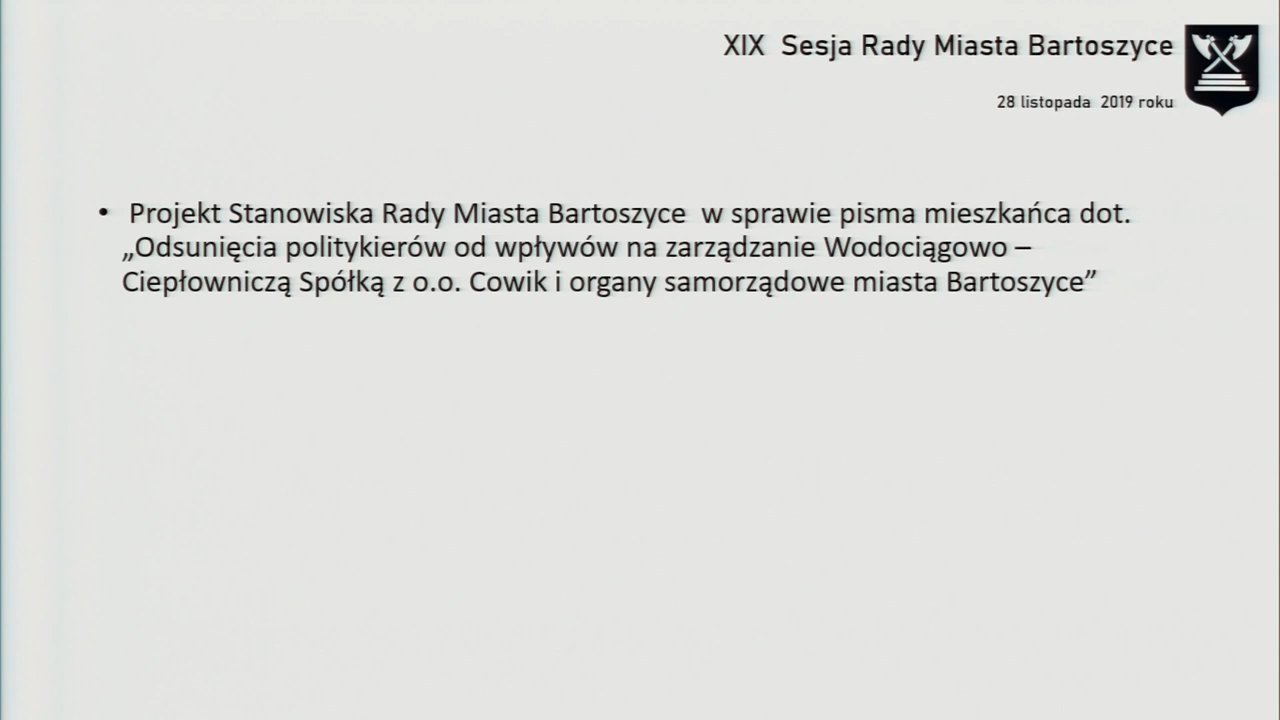 XIX Sesja Rady Miasta Bartoszyce
28 listopada 2019 roku
• Projekt Stanowiska Rady Miasta Bartoszyce w sprawie pisma mieszkańca dot.
„Odsunięcia politykierów od wpływów na zarządzanie Wodociągowo –
Ciepłowniczą Spółką z o.o. Cowik i organy samorządowe miasta Bartoszyce”